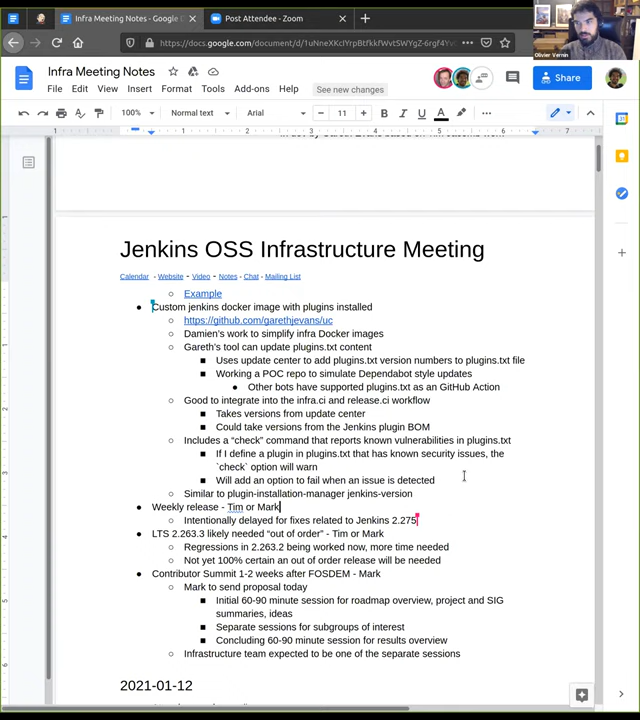 Infra Meeting Notes - Google D
Post Attendee - Zoom
Olivier Vernin
Infra Meeting Notes
File Edit View Insert Format Tools Add-ons Help
See new changes
Share
100% Normal text Arial 11
1 1 2 3 4 5 6 7
Jenkins OSS Infrastructure Meeting
Calendar - Website - Video - Notes - Chat - Mailing List
Example
Custom jenkins docker image with plugins installed
https://github.com/garethjevans/uc
Damien's work to simplify infra Docker images
Gareth's tool can update plugins.txt content
Uses update center to add plugins.txt version numbers to plugins.txt file
Working a POC repo to simulate Dependabot style updates
Other bots have supported plugins.txt as an GitHub Action
Good to integrate into the infra.ci and release.ci workflow
Takes versions from update center
Could take versions from the Jenkins plugin BOM
Includes a “check” command that reports known vulnerabilities in plugins.txt
If I define a plugin in plugins.txt that has known security issues, the
`check` option will warn
Will add an option to fail when an issue is detected
Similar to plugin-installation-manager jenkins-version
Weekly release - Tim or Mark
Intentionally delayed for fixes related to Jenkins 2.275
LTS 2.263.3 likely needed “out of order” - Tim or Mark
Regressions in 2.263.2 being worked now, more time needed
Not yet 100% certain an out of order release will be needed
Contributor Summit 1-2 weeks after FOSDEM - Mark
Mark to send proposal today
Initial 60-90 minute session for roadmap overview, project and SIG
summaries, ideas
Separate sessions for subgroups of interest
Concluding 60-90 minute session for results overview
Infrastructure team expected to be one of the separate sessions
2021-01-12